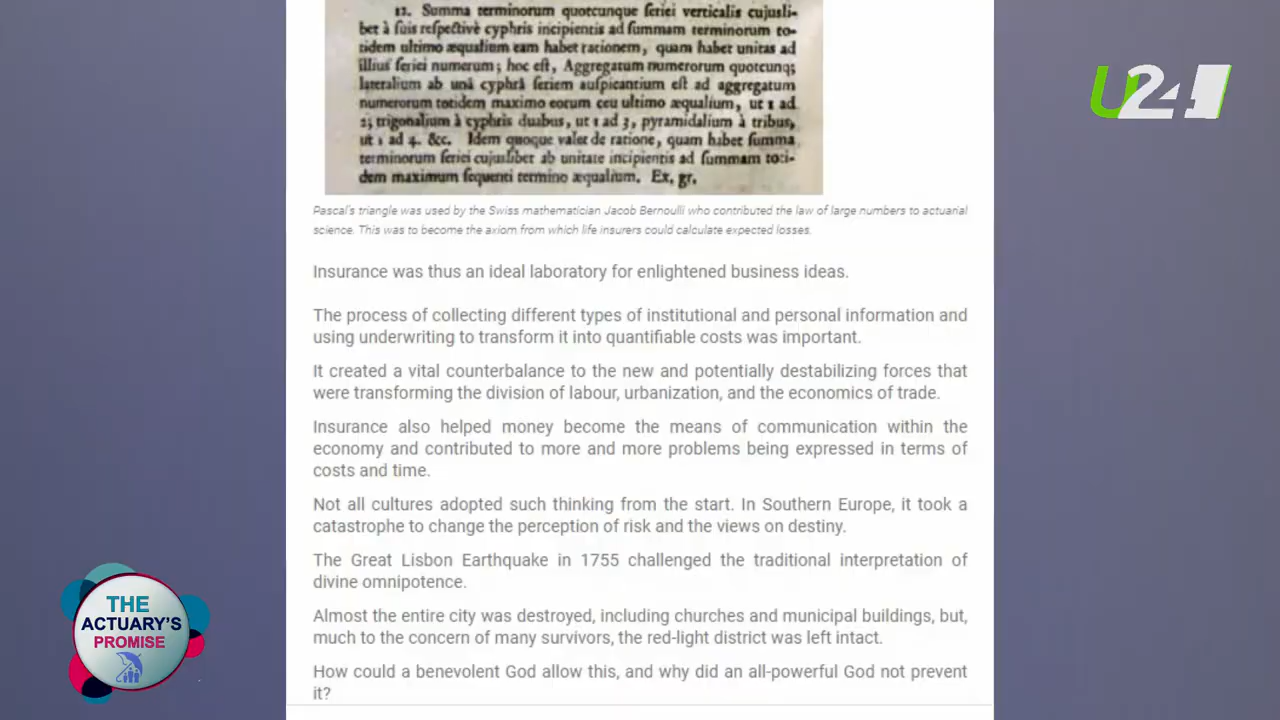 12. Summa terminorum quotcunque ſeriei verticalis cujusli-
bet à ſuis reſpectivè cyphris incipientis ad ſummam terminorum to-
tidem ultimo æqualium eam habet rationem, quam habet unitas ad
illius ſeriei numerum; hoc eſt, Aggregatum numerorum quotcunq;
lateralium ab unâ cyphrâ ſeriem auſpicantium eſt ad aggregatum
numerorum totidem maximo eorum ceu ultimo æqualium, ut 1 ad
2; trigonalium à cyphris duabus, ut 1 ad 3, pyramidalium à tribus,
ut 1 ad 4. &c. Idem quoque valet de ratione, quam habet ſumma
terminorum ſeriei cujuſlibet ab unitate incipientis ad ſummam toti-
dem maximum ſequenti termino æqualium. Ex. gr.
U24
Pascal's triangle was used by the Swiss mathematician Jacob Bernoulli who contributed the law of large numbers to actuarial
science. This was to become the axiom from which life insurers could calculate expected losses.
Insurance was thus an ideal laboratory for enlightened business ideas.
The process of collecting different types of institutional and personal information and
using underwriting to transform it into quantifiable costs was important.
It created a vital counterbalance to the new and potentially destabilizing forces that
were transforming the division of labour, urbanization, and the economics of trade.
Insurance also helped money become the means of communication within the
economy and contributed to more and more problems being expressed in terms of
costs and time.
Not all cultures adopted such thinking from the start. In Southern Europe, it took a
catastrophe to change the perception of risk and the views on destiny.
The Great Lisbon Earthquake in 1755 challenged the traditional interpretation of
divine omnipotence.
Almost the entire city was destroyed, including churches and municipal buildings, but,
much to the concern of many survivors, the red-light district was left intact.
How could a benevolent God allow this, and why did an all-powerful God not prevent
it?
THE
ACTUARY'S
PROMISE